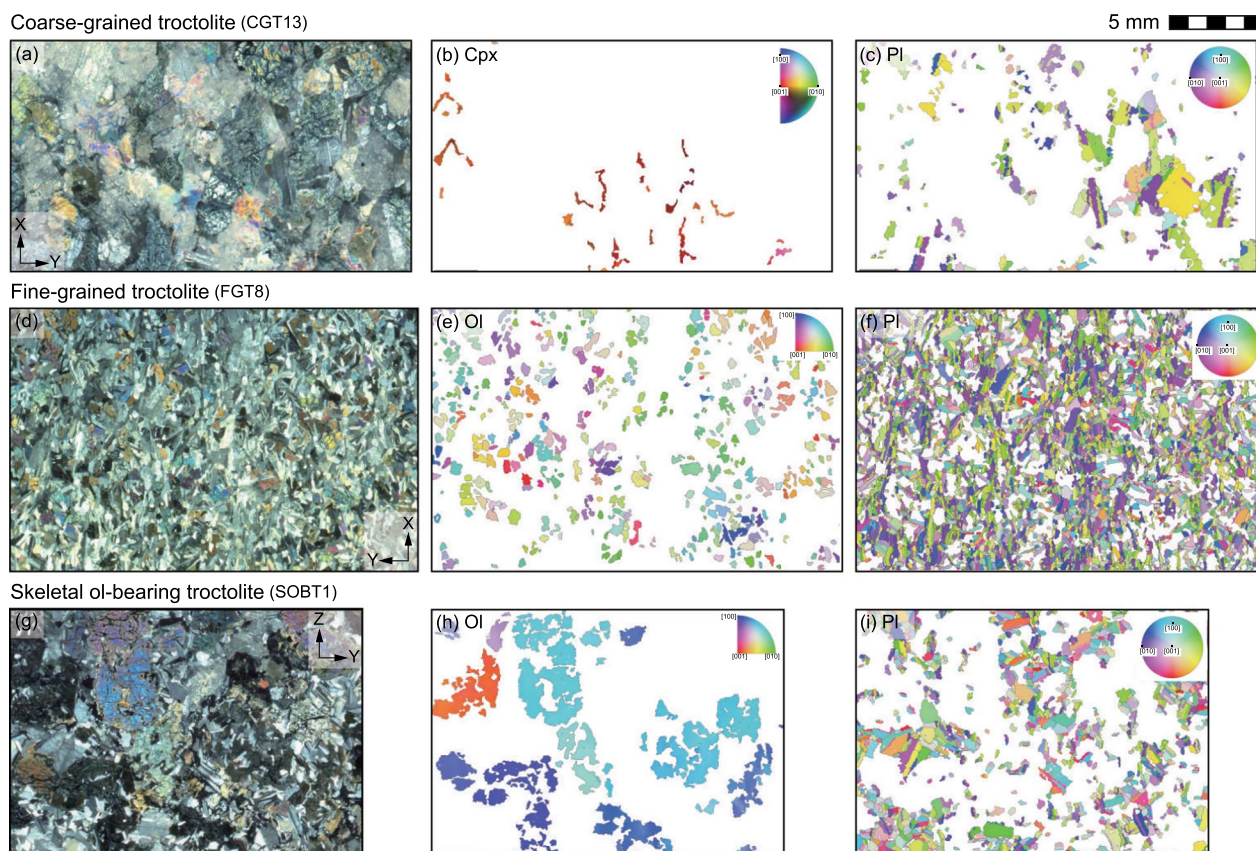 Coarse-grained troctolite (CGT13)
5 mm
(a)
X
Y
(b) Cpx
[100]
[001]
[010]
(c) Pl
[100]
[010]
[001]
Fine-grained troctolite (FGT8)
(d)
X
Y
(e) Ol
[100]
[001]
[010]
(f) Pl
[100]
[010]
[001]
Skeletal ol-bearing troctolite (SOBT1)
(g)
Z
Y
(h) Ol
[100]
[001]
[010]
(i) Pl
[100]
[010]
[001]